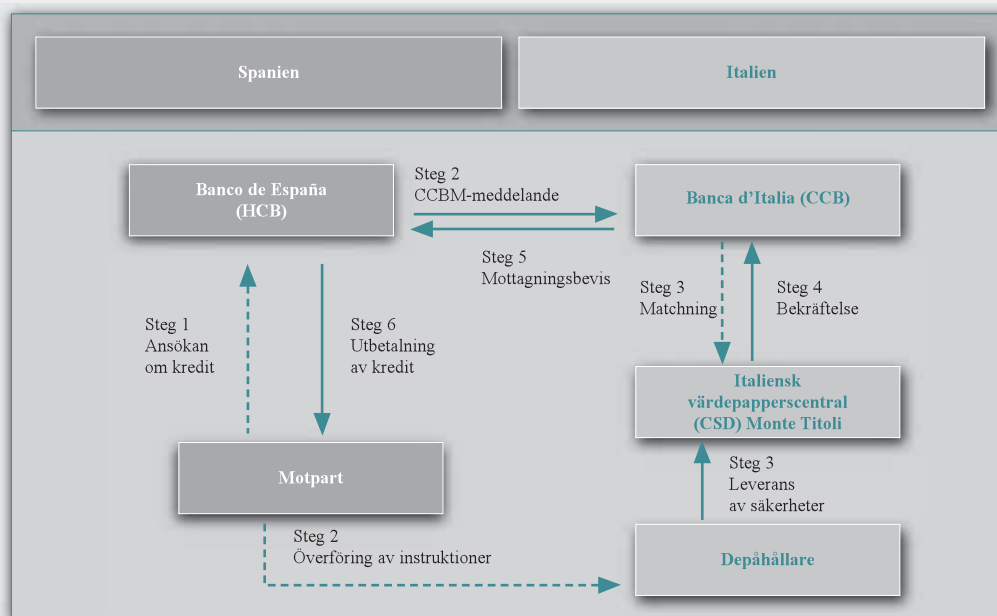 Spanien
Italien
Banco de España
(HCB)
Steg 2
CCBM-meddelande
Banca d’Italia (CCB)
Steg 5
Mottagningsbevis
Steg 3
Matchning
Steg 4
Bekräftelse
Steg 1
Ansökan
om kredit
Steg 6
Utbetalning
av kredit
Italiensk
värdepapperscentral
(CSD) Monte Titoli
Motpart
Steg 3
Leverans
av säkerheter
Steg 2
Överföring av instruktioner
Depåhållare